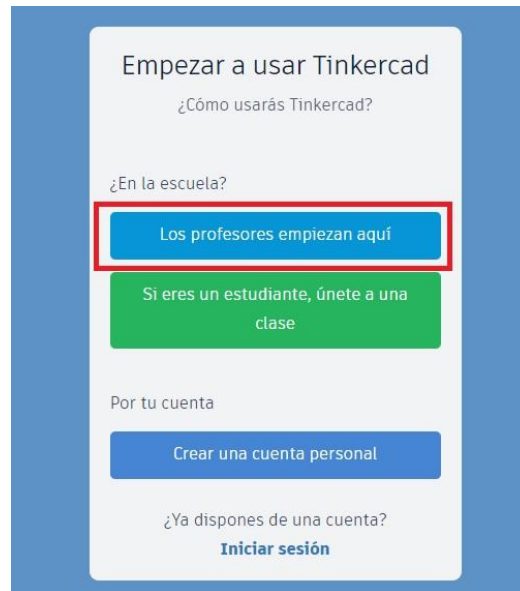 Empezar a usar Tinkercad
¿Cómo usarás Tinkercad?
¿En la escuela?
Los profesores empiezan aquí
Si eres un estudiante, únete a una
clase
Por tu cuenta
Crear una cuenta personal
¿Ya dispones de una cuenta?
Iniciar sesión